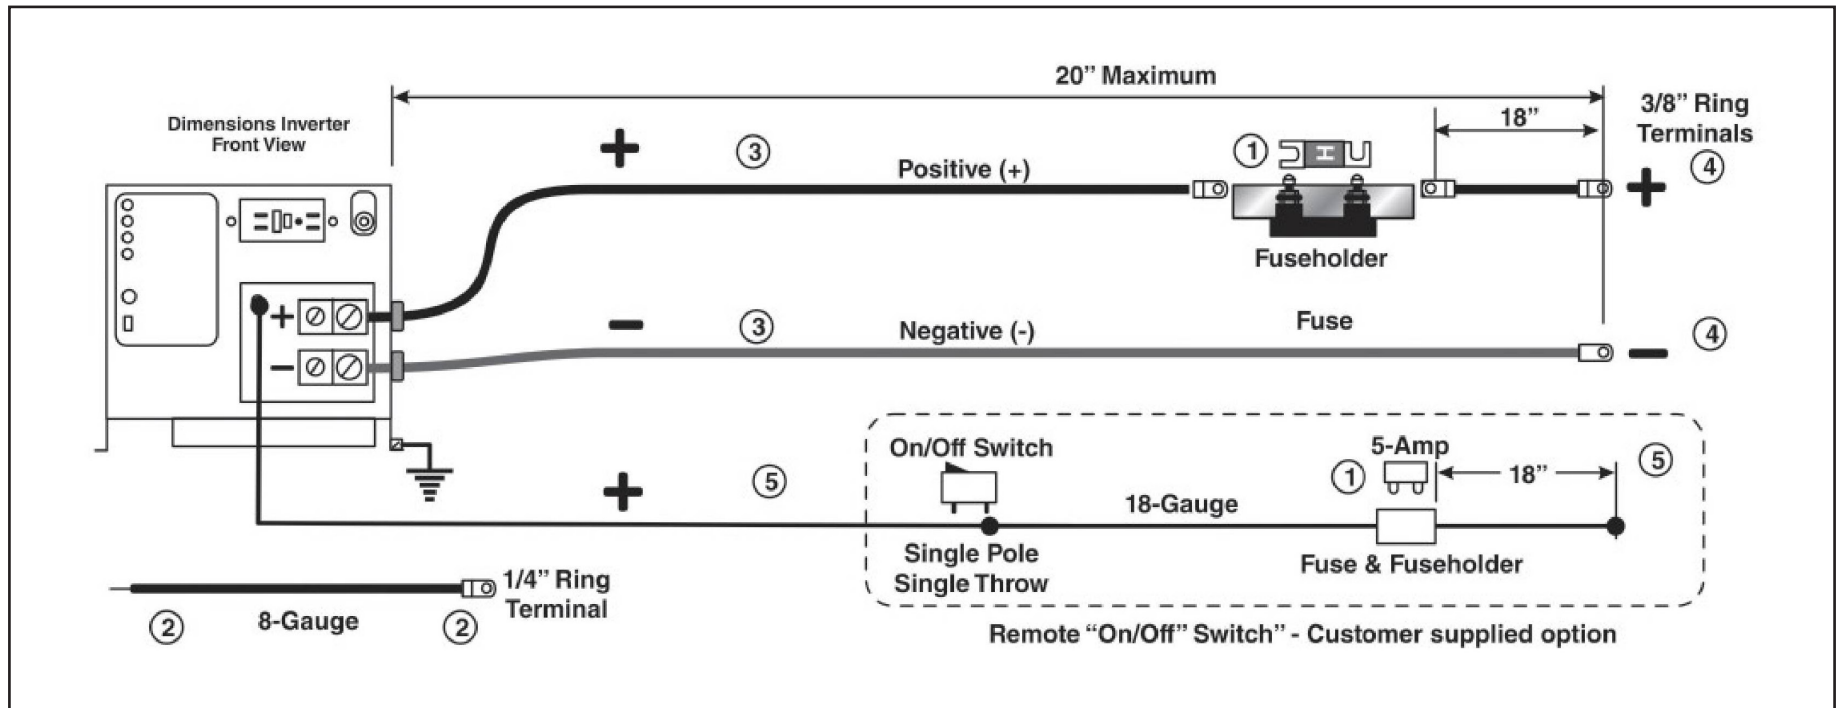 20” Maximum
Dimensions Inverter
Front View
3/8” Ring
Terminals
18”
+
3
1
4
Positive (+)
+
H
Fuseholder
+
−
3
Negative (-)
Fuse
4
−
−
On/Off Switch
5-Amp
5
+
5
1
18”
18-Gauge
Single Pole
Single Throw
Fuse & Fuseholder
1/4” Ring
Terminal
2
8-Gauge
2
Remote “On/Off” Switch” - Customer supplied option